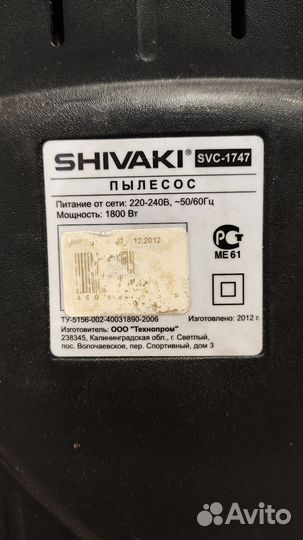 SHIVAKI® SVC-1747
ПЫЛЕСОС
Питание от сети: 220-240В, ~50/60Гц
Мощность: 1800 Вт
12.2012
РСТ
МЕ 61
ТУ-5156-002-40031890-2006
Изготовлено: 2012 г.
Изготовитель: ООО "Технопром"
238345, Калининградская обл., г. Светлый,
пос. Волочаевское, пер. Спортивный, дом 3
Avito